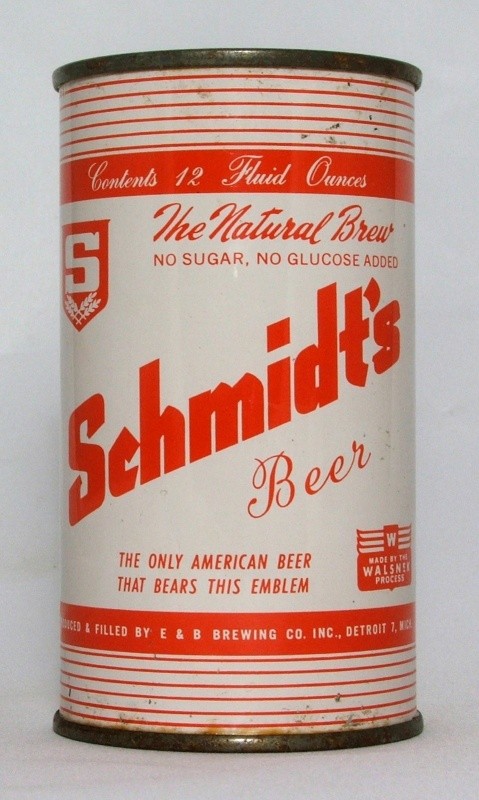 Contents 12 Fluid Ounces
The Natural Brew
NO SUGAR, NO GLUCOSE ADDED
S
Schmidt's
Beer
THE ONLY AMERICAN BEER
THAT BEARS THIS EMBLEM
W
MADE BY THE
WALSNER
PROCESS
& FILLED BY E & B BREWING CO. INC., DETROIT 7, MICH.